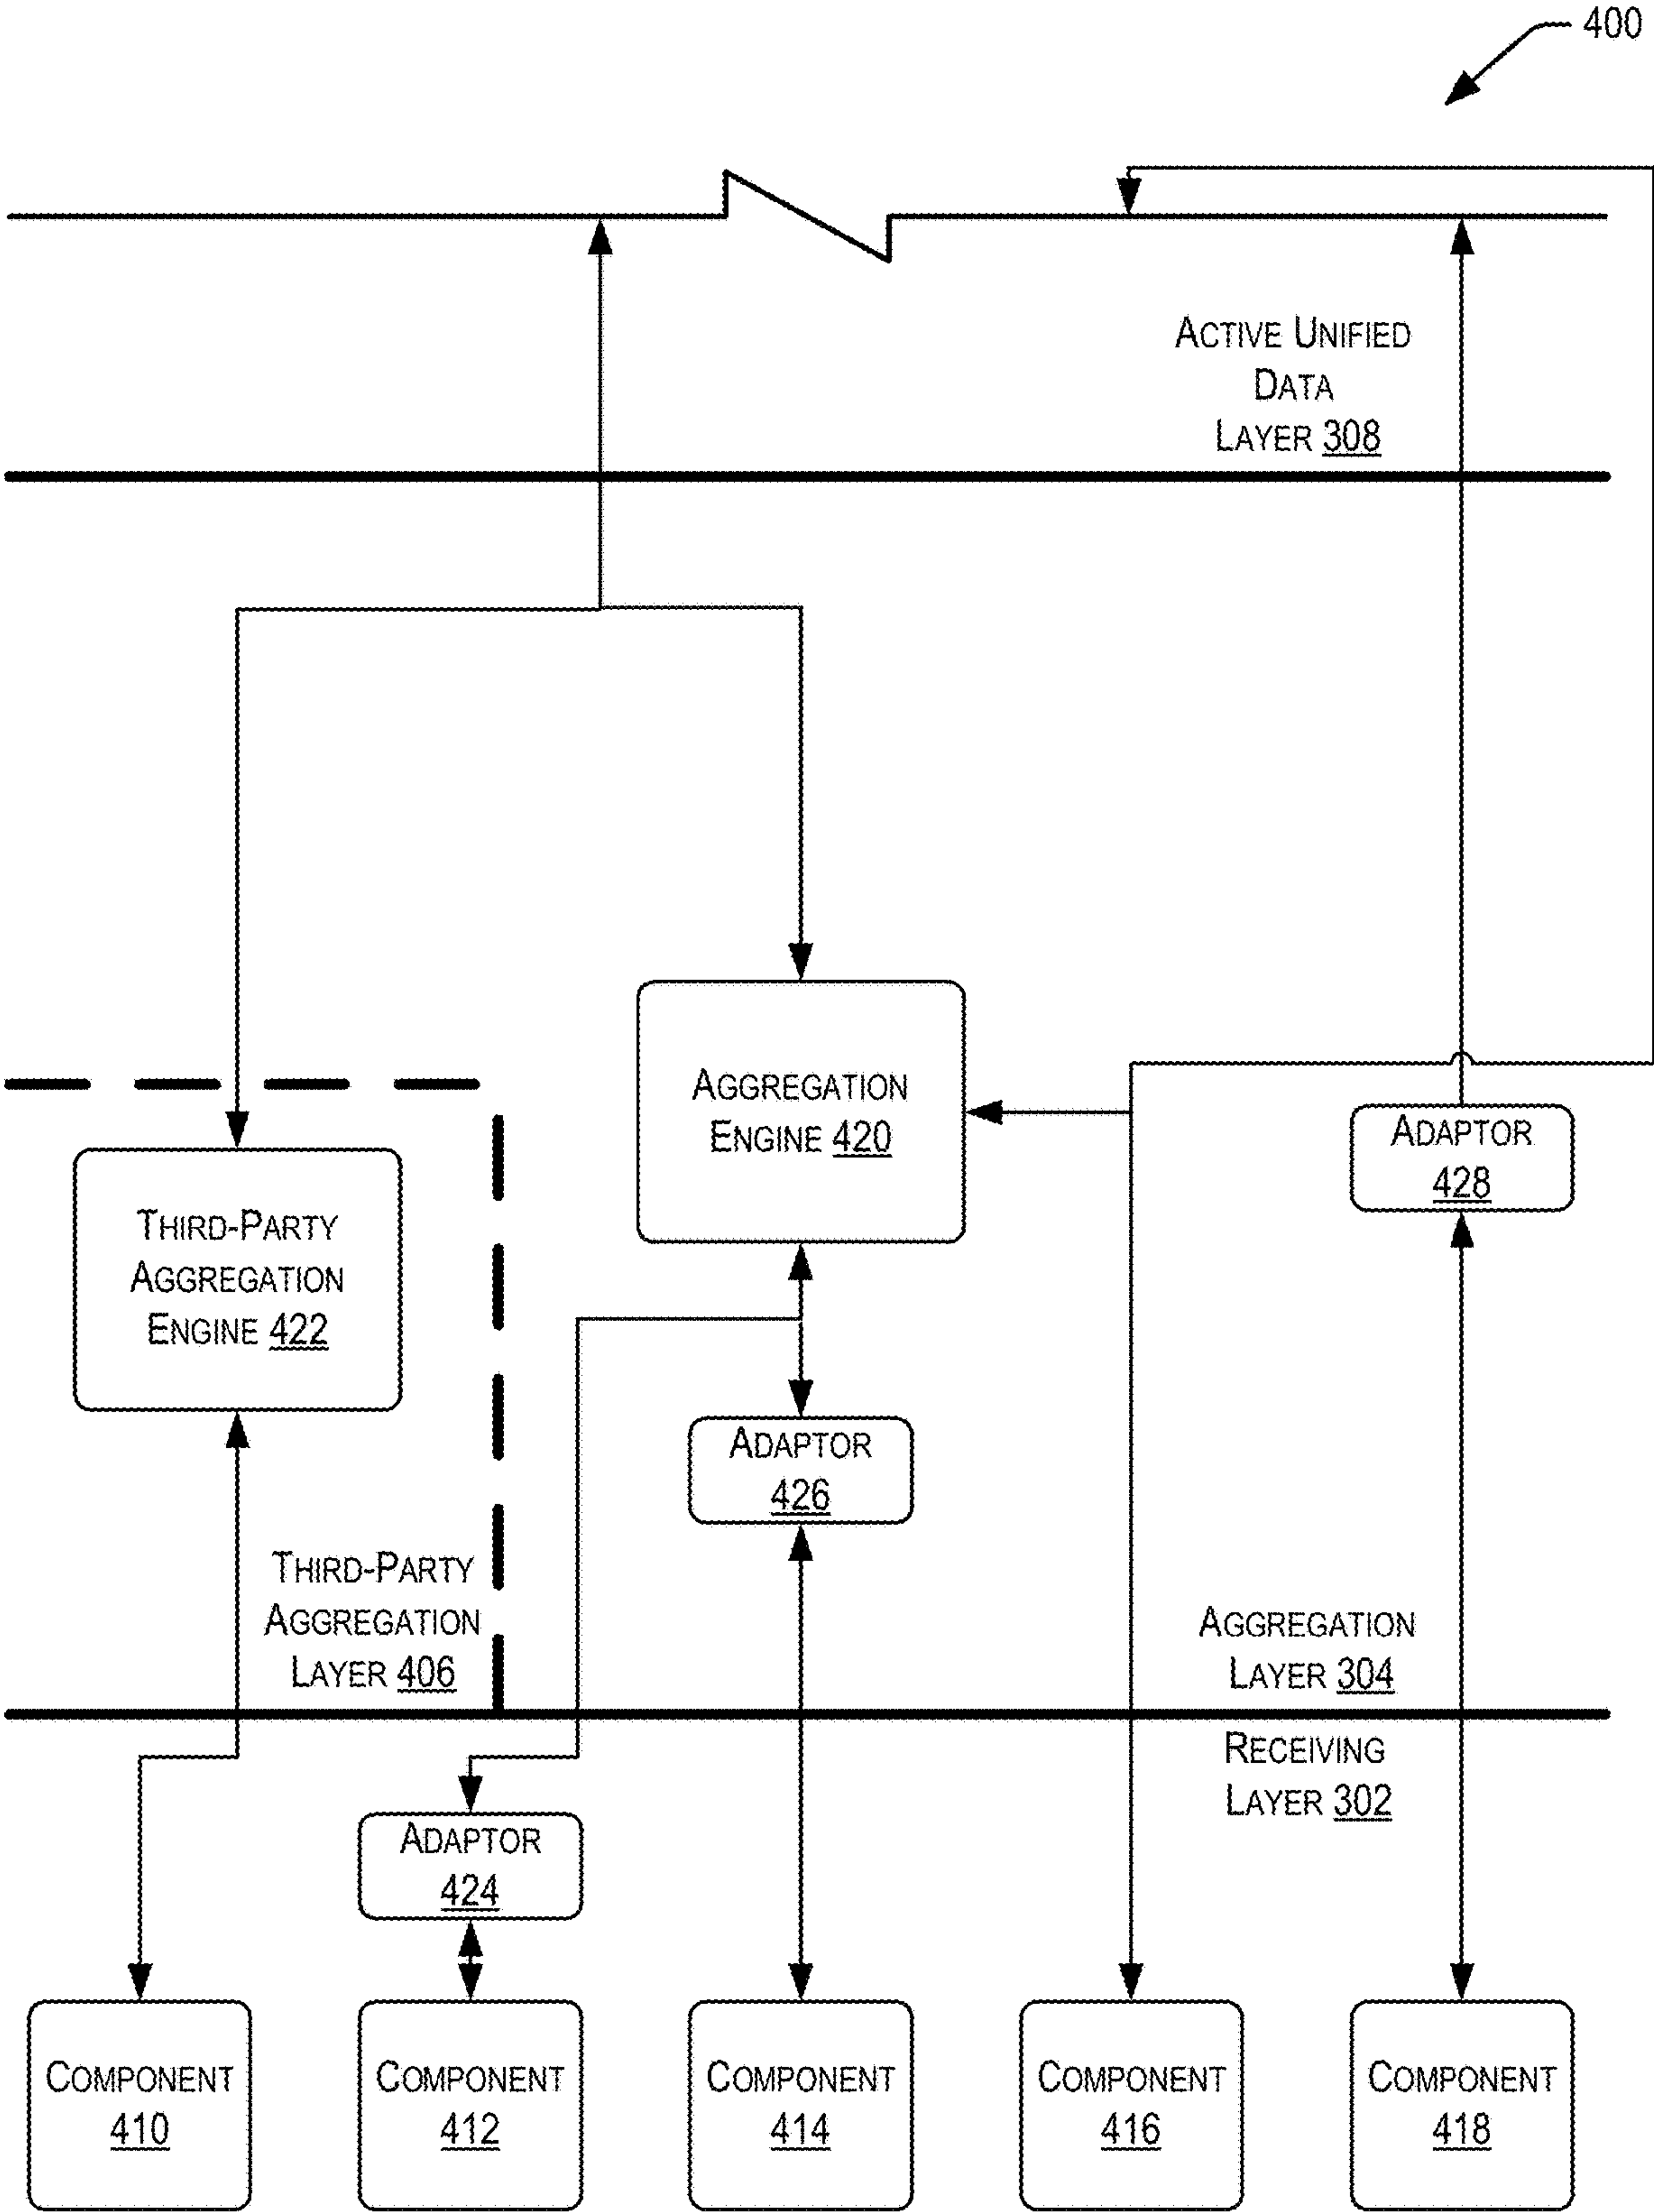 400
ACTIVE UNIFIED
DATA
LAYER 308
AGGREGATION
ENGINE 420
ADAPTOR
428
THIRD-PARTY
AGGREGATION
ENGINE 422
ADAPTOR
426
THIRD-PARTY
AGGREGATION
LAYER 406
AGGREGATION
LAYER 304
RECEIVING
LAYER 302
ADAPTOR
424
COMPONENT
410
COMPONENT
412
COMPONENT
414
COMPONENT
416
COMPONENT
418